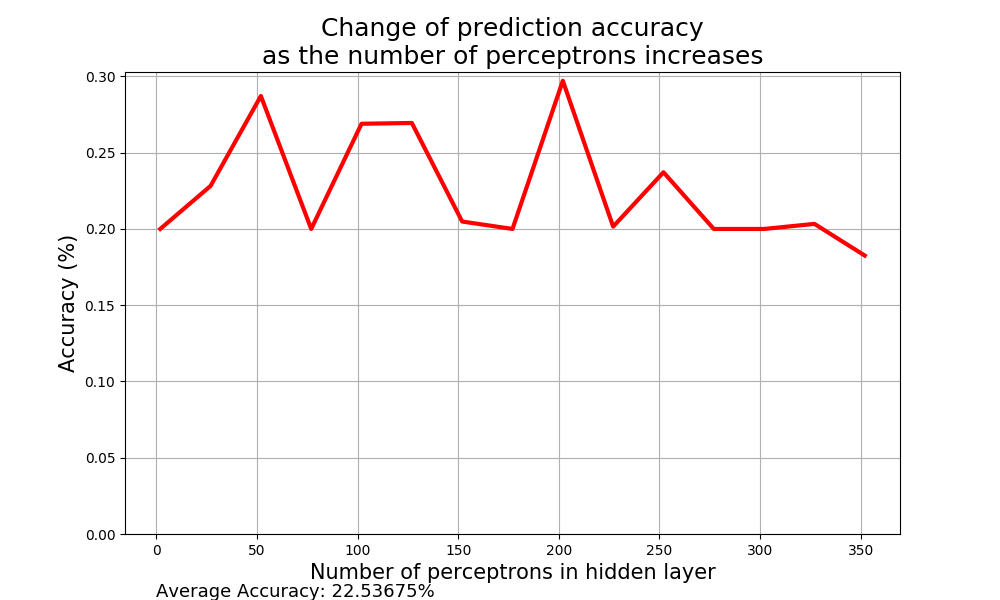 Change of prediction accuracy
as the number of perceptrons increases
0.30
0.25
0.20
0.15
0.10
0.05
0.00
Accuracy (%)
0 50 100 150 200 250 300 350
Number of perceptrons in hidden layer
Average Accuracy: 22.53675%